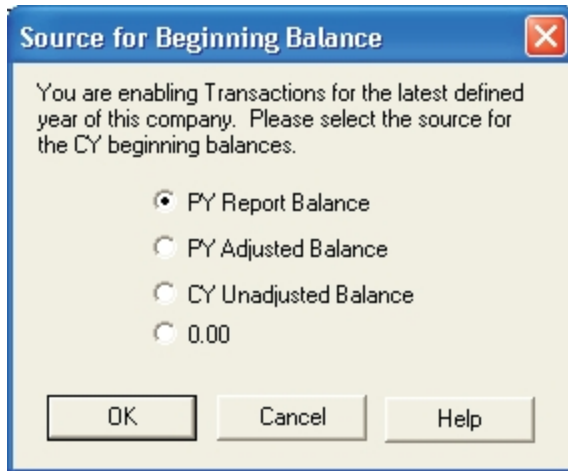 Source for Beginning Balance
You are enabling Transactions for the latest defined
year of this company. Please select the source for
the CY beginning balances.
PY Report Balance
PY Adjusted Balance
CY Unadjusted Balance
0.00
OK Cancel Help